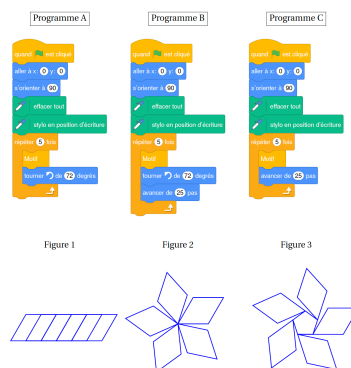 Programme A
Programme B
Programme C
quand est cliqué
aller à x: 0 y: 0
s'orienter à 90
effacer tout
stylo en position d'écriture
répéter 5 fois
Motif
tourner de 72 degrés
quand est cliqué
aller à x: 0 y: 0
s'orienter à 90
effacer tout
stylo en position d'écriture
répéter 5 fois
Motif
tourner de 72 degrés
avancer de 25 pas
quand est cliqué
aller à x: 0 y: 0
s'orienter à 90
effacer tout
stylo en position d'écriture
répéter 5 fois
Motif
avancer de 25 pas
Figure 1
Figure 2
Figure 3